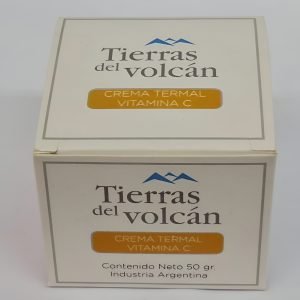 Tierras
del volcán
CREMA TERMAL
VITAMINA C
Tierras
del volcán
CREMA TERMAL
VITAMINA C
Contenido Neto 50 gr
Industria Argentina